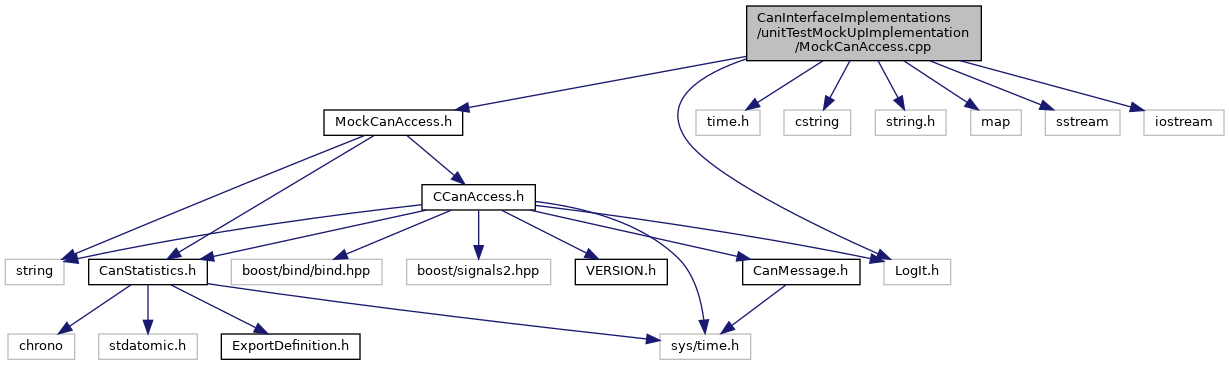 CanInterfaceImplementations
/unitTestMockUpImplementation
/MockCanAccess.cpp
MockCanAccess.h
time.h
cstring
string.h
map
sstream
iostream
CCanAccess.h
string
CanStatistics.h
boost/bind/bind.hpp
boost/signals2.hpp
VERSION.h
CanMessage.h
LogIt.h
chrono
stdatomic.h
ExportDefinition.h
sys/time.h